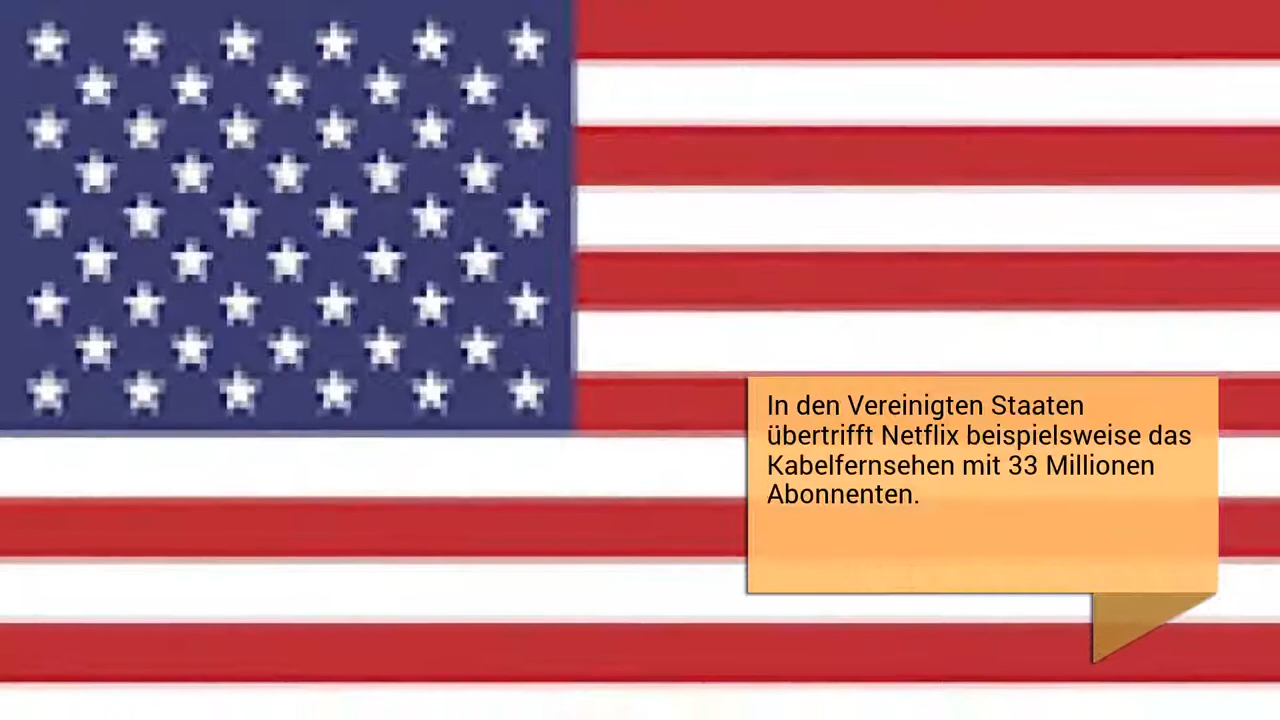 In den Vereinigten Staaten
übertrifft Netflix beispielsweise das
Kabelfernsehen mit 33 Millionen
Abonnenten.